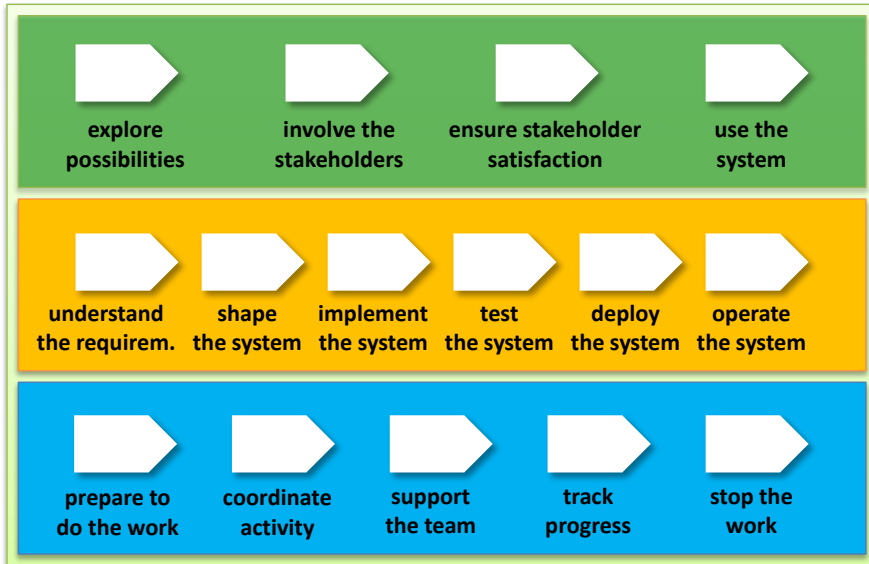 explore
possibilities
involve the
stakeholders
ensure stakeholder
satisfaction
use the
system
understand
the requirem.
shape
the system
implement
the system
test
the system
deploy
the system
operate
the system
prepare to
do the work
coordinate
activity
support
the team
track
progress
stop the
work